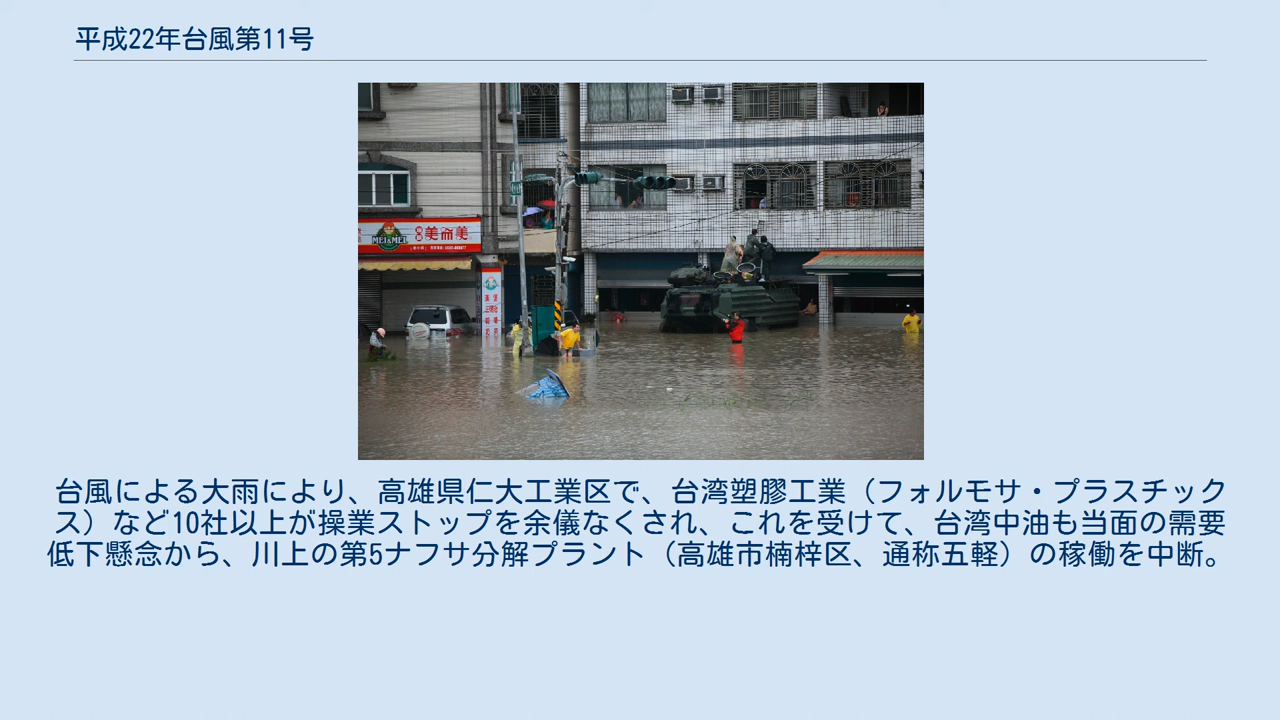 平成22年台風第11号
MEI&MEI
美而美
台風による大雨により、高雄県仁大工業区で、台湾塑膠工業（フォルモサ・プラスチック
ス）など10社以上が操業ストップを余儀なくされ、これを受けて、台湾中油も当面の需要
低下懸念から、川上の第5ナフサ分解プラント（高雄市楠梓区、通称五軽）の稼働を中断。